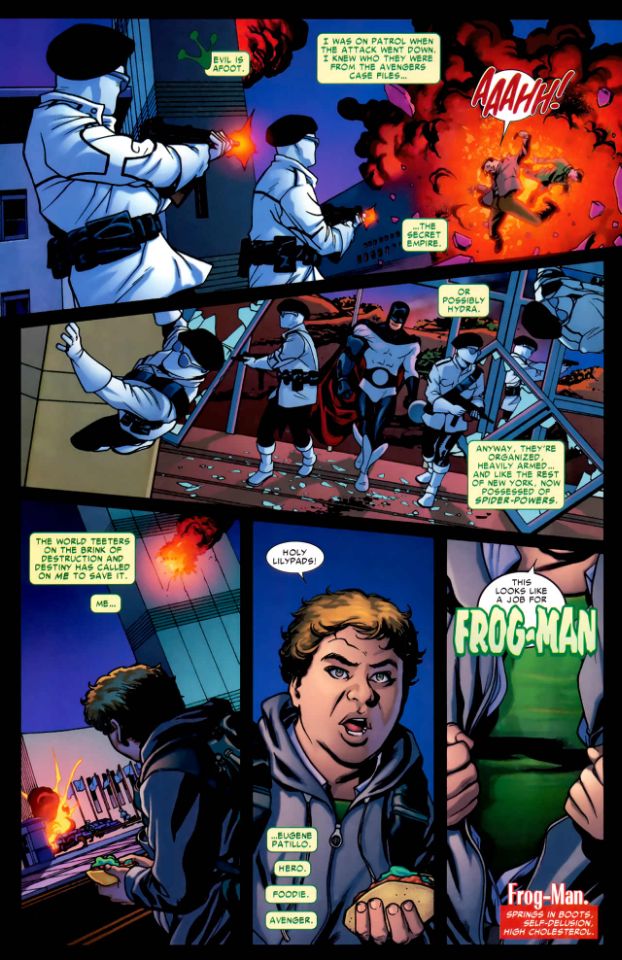 EVIL IS
AFOOT.
I WAS ON PATROL WHEN
THE ATTACK WENT DOWN.
I KNEW WHO THEY WERE
FROM THE AVENGERS
CASE FILES...
AAAHH!
...THE
SECRET
EMPIRE.
OR
POSSIBLY
HYDRA.
ANYWAY, THEY'RE
ORGANIZED,
HEAVILY ARMED...
...AND LIKE THE REST
OF NEW YORK, NOW
POSSESSED OF
SPIDER-POWERS.
THE WORLD TEETERS
ON THE BRINK OF
DESTRUCTION AND
DESTINY HAS CALLED
ON ME TO SAVE IT.
ME...
HOLY
LILYPADS!
...EUGENE
PATILLO.
HERO.
FOODIE.
AVENGER.
THIS
LOOKS LIKE
A JOB FOR
FROG-MAN
Frog-Man.
SPRINGS IN BOOTS,
SELF-DELUSION,
HIGH CHOLESTEROL.